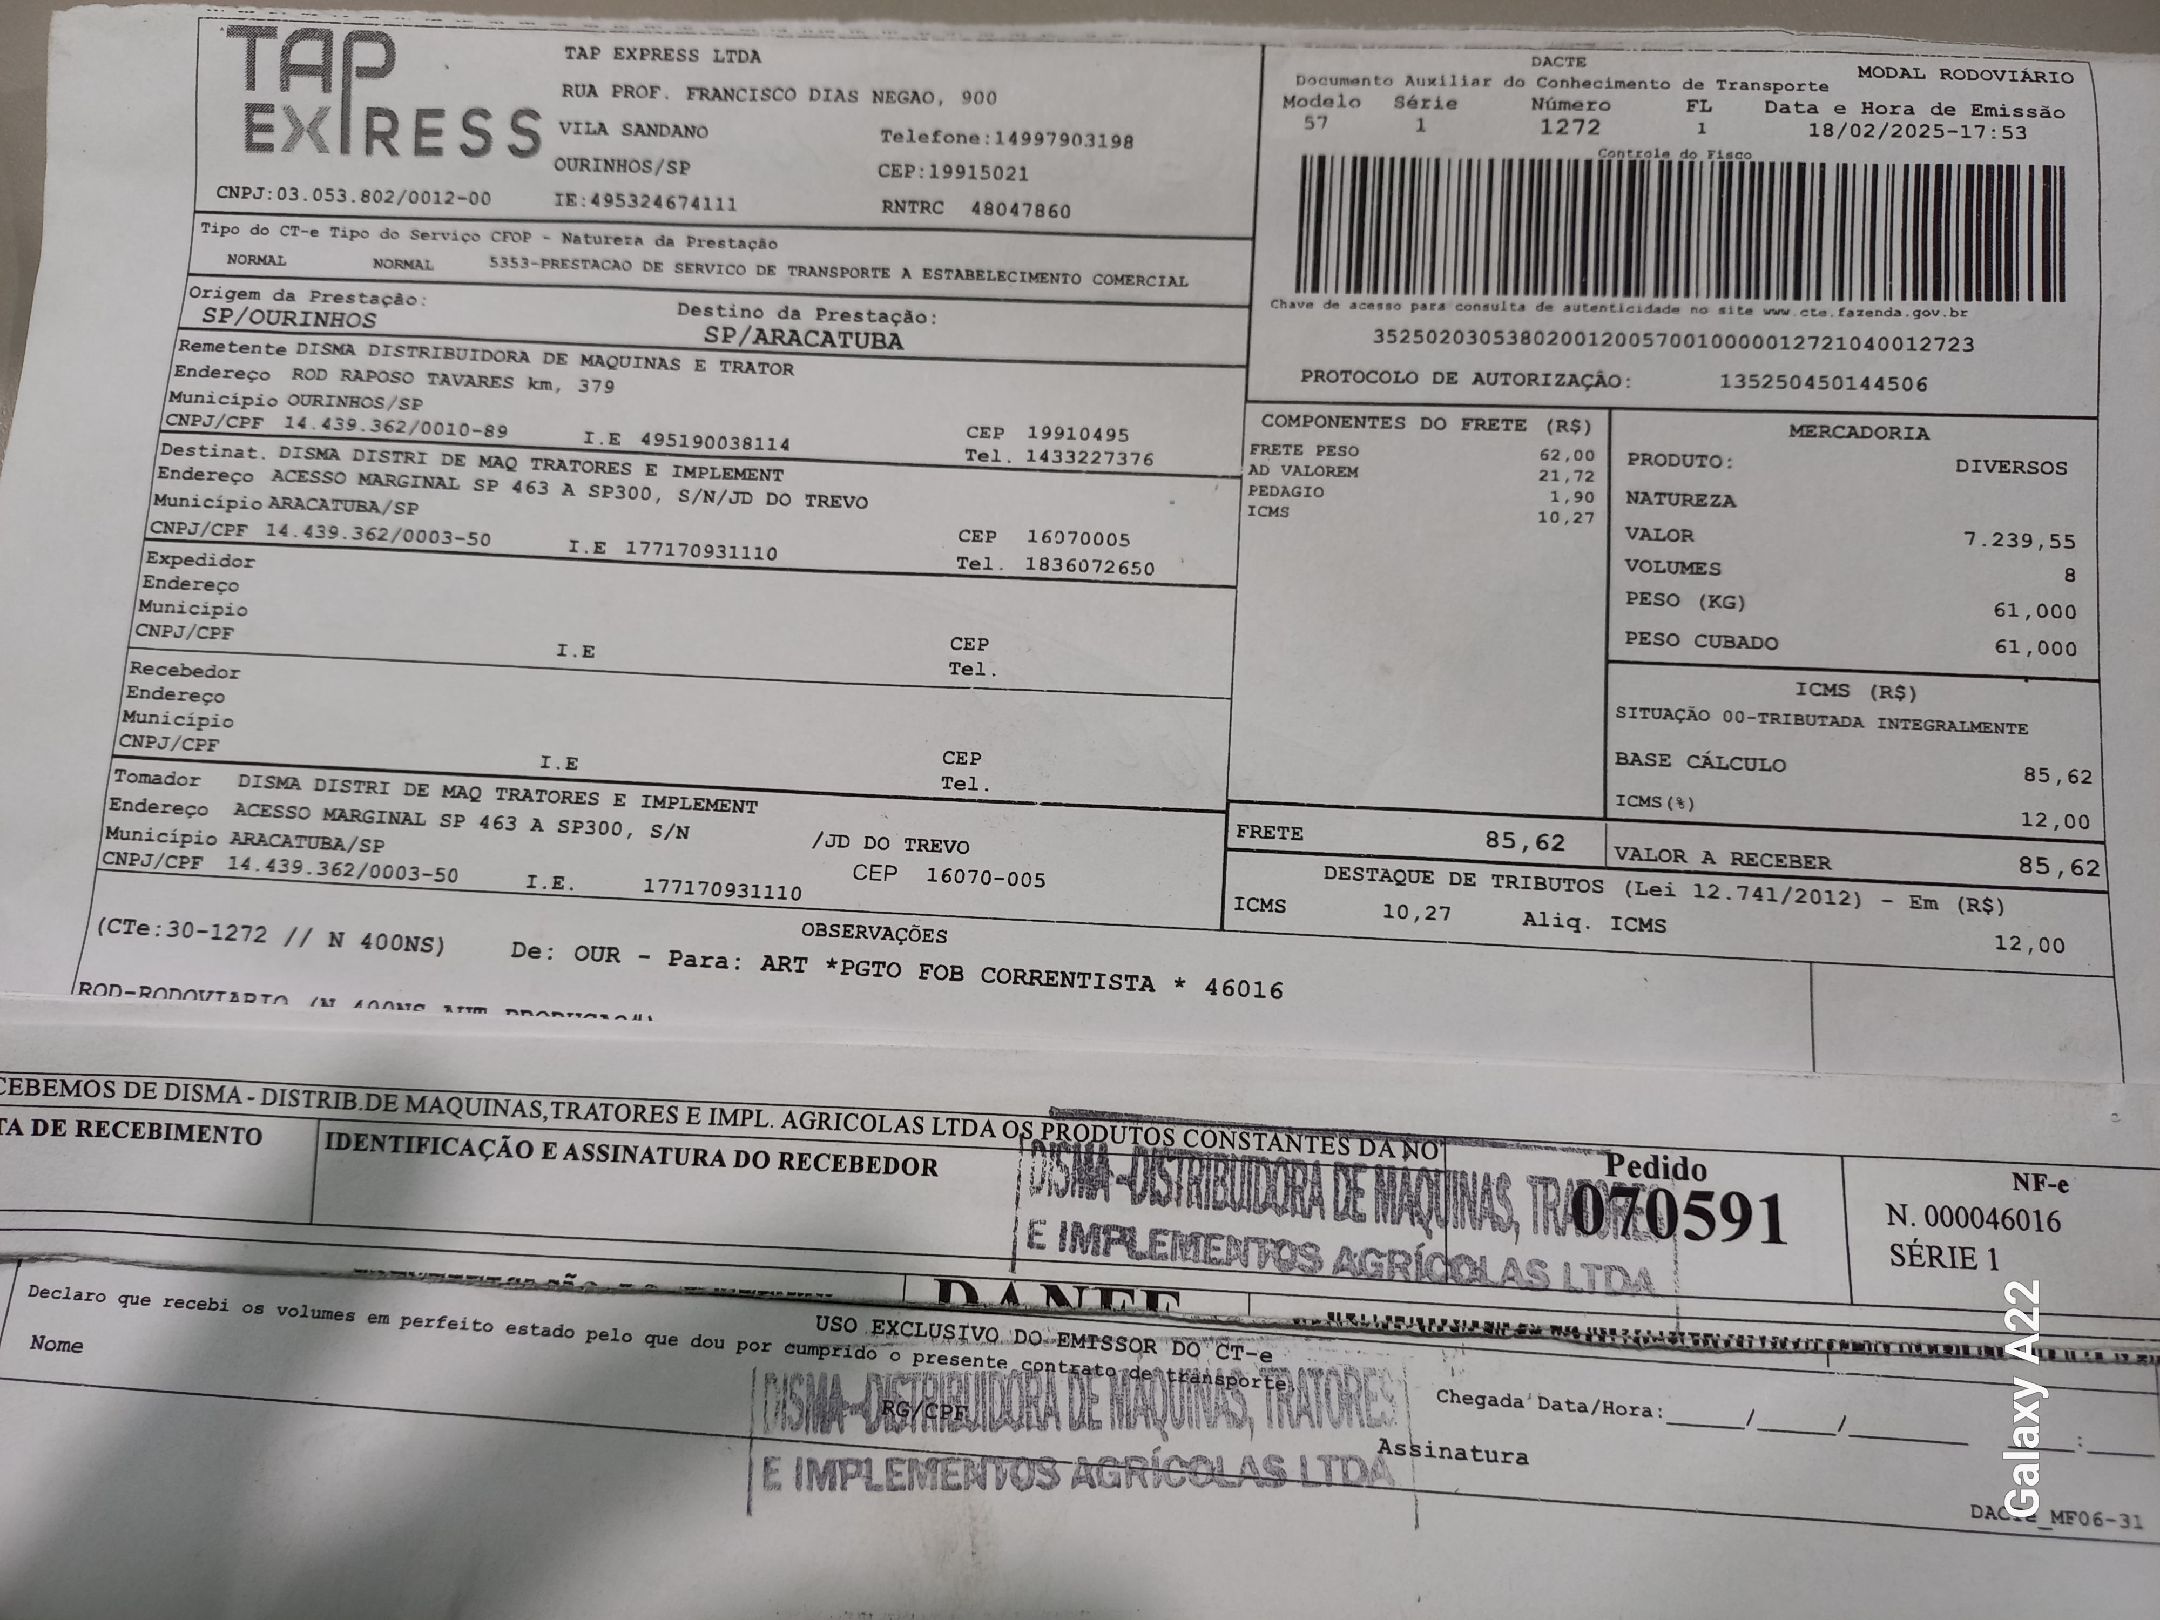 TAP EXPRESS
TAP EXPRESS LTDA
RUA PROF. FRANCISCO DIAS NEGAO, 900
VILA SANDANO Telefone:14997903198
OURINHOS/SP CEP:19915021
CNPJ:03.053.802/0012-00 IE:495324674111 RNTRC 48047860
DACTE
Documento Auxiliar do Conhecimento de Transporte MODAL RODOVIÁRIO
Modelo Série Número FL Data e Hora de Emissão
57 1 1272 1 18/02/2025-17:53
Controle do Fisco
Chave de acesso para consulta de autenticidade no site www.cte.fazenda.gov.br
35250203053802001200570010000012721040012723
PROTOCOLO DE AUTORIZAÇÃO: 135250450144506
Tipo do CT-e Tipo do Serviço CFOP - Natureza da Prestação
NORMAL NORMAL 5353-PRESTACAO DE SERVICO DE TRANSPORTE A ESTABELECIMENTO COMERCIAL
Origem da Prestação: Destino da Prestação:
SP/OURINHOS SP/ARACATUBA
Remetente DISMA DISTRIBUIDORA DE MAQUINAS E TRATOR
Endereço ROD RAPOSO TAVARES km, 379
Município OURINHOS/SP CEP 19910495
CNPJ/CPF 14.439.362/0010-89 I.E 495190038114 Tel. 1433227376
Destinat. DISMA DISTRI DE MAQ TRATORES E IMPLEMENT
Endereço ACESSO MARGINAL SP 463 A SP300, S/N/JD DO TREVO
Município ARACATUBA/SP CEP 16070005
CNPJ/CPF 14.439.362/0003-50 I.E 177170931110 Tel. 1836072650
Expedidor
Endereço
Município CEP
CNPJ/CPF I.E Tel.
Recebedor
Endereço
Município CEP
CNPJ/CPF I.E Tel.
Tomador DISMA DISTRI DE MAQ TRATORES E IMPLEMENT
Endereço ACESSO MARGINAL SP 463 A SP300, S/N /JD DO TREVO
Município ARACATUBA/SP CEP 16070-005
CNPJ/CPF 14.439.362/0003-50 I.E. 177170931110
COMPONENTES DO FRETE (R$)
FRETE PESO 62,00
AD VALOREM 21,72
PEDAGIO 1,90
ICMS 10,27
MERCADORIA
PRODUTO: DIVERSOS
NATUREZA
VALOR 7.239,55
VOLUMES 8
PESO (KG) 61,000
PESO CUBADO 61,000
ICMS (R$)
SITUAÇÃO 00-TRIBUTADA INTEGRALMENTE
BASE CÁLCULO 85,62
ICMS(%) 12,00
FRETE 85,62 VALOR A RECEBER 85,62
DESTAQUE DE TRIBUTOS (Lei 12.741/2012) - Em (R$)
ICMS 10,27 Aliq. ICMS 12,00
OBSERVAÇÕES
(CTe:30-1272 // N 400NS) De: OUR - Para: ART *PGTO FOB CORRENTISTA * 46016
ROD-RODOVIARIO (N 400NS AUT PRODUCAO#)
CEBEMOS DE DISMA - DISTRIB.DE MAQUINAS,TRATORES E IMPL. AGRICOLAS LTDA OS PRODUTOS CONSTANTES DA NO
TA DE RECEBIMENTO IDENTIFICAÇÃO E ASSINATURA DO RECEBEDOR
DISMA - DISTRIBUIDORA DE MAQUINAS, TRATORES
E IMPLEMENTOS AGRÍCOLAS LTDA
Pedido
070591
NF-e
N. 000046016
SÉRIE 1
DANFE
USO EXCLUSIVO DO EMISSOR DO CT-e
Declaro que recebi os volumes em perfeito estado pelo que dou por cumprido o presente contrato de transporte
Nome RG/CPF
DISMA - DISTRIBUIDORA DE MAQUINAS, TRATORES
E IMPLEMENTOS AGRÍCOLAS LTDA
Chegada Data/Hora:_____/_____/________ ____:____
Assinatura
DACTE_MF06-31
Galaxy A22